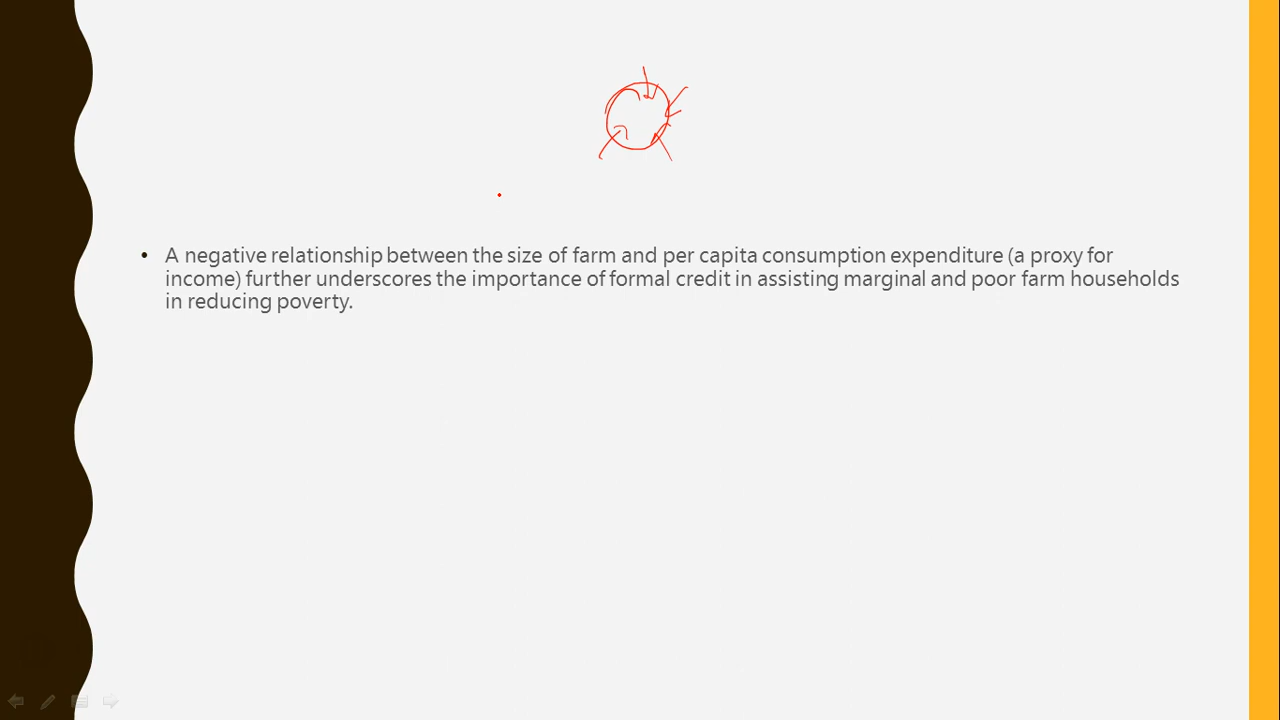 • A negative relationship between the size of farm and per capita consumption expenditure (a proxy for
income) further underscores the importance of formal credit in assisting marginal and poor farm households
in reducing poverty.